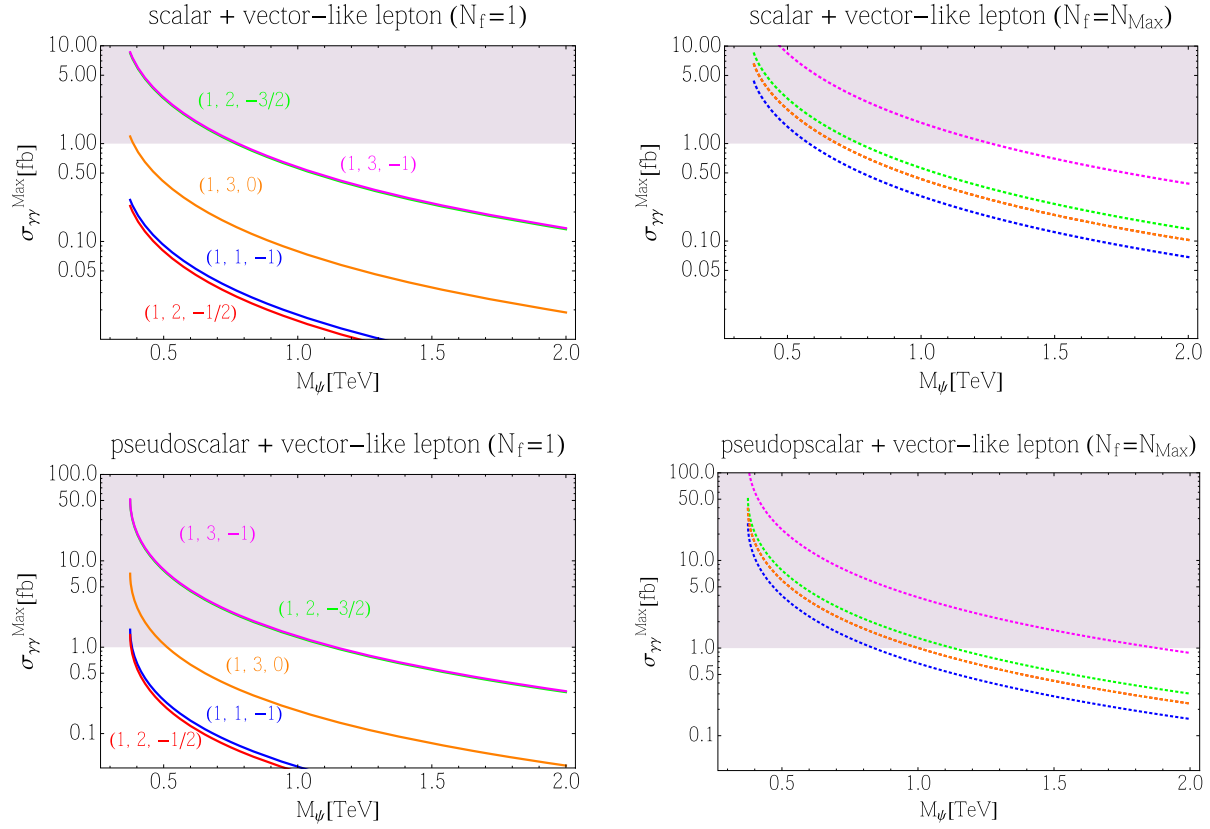 scalar + vector-like lepton (N_f=1)
10.00
5.00
1.00
0.50
0.10
0.05
σ_γγ^Max[fb]
(1, 2, -3/2)
(1, 3, -1)
(1, 3, 0)
(1, 1, -1)
(1, 2, -1/2)
0.5 1.0 1.5 2.0
M_ψ[TeV]
scalar + vector-like lepton (N_f=N_Max)
10.00
5.00
1.00
0.50
0.10
0.05
σ_γγ^Max[fb]
0.5 1.0 1.5 2.0
M_ψ[TeV]
pseudoscalar + vector-like lepton (N_f=1)
100.0
50.0
10.0
5.0
1.0
0.5
0.1
σ_γγ^Max[fb]
(1, 3, -1)
(1, 2, -3/2)
(1, 3, 0)
(1, 1, -1)
(1, 2, -1/2)
0.5 1.0 1.5 2.0
M_ψ[TeV]
pseudopscalar + vector-like lepton (N_f=N_Max)
100.0
50.0
10.0
5.0
1.0
0.5
0.1
σ_γγ^Max[fb]
0.5 1.0 1.5 2.0
M_ψ[TeV]